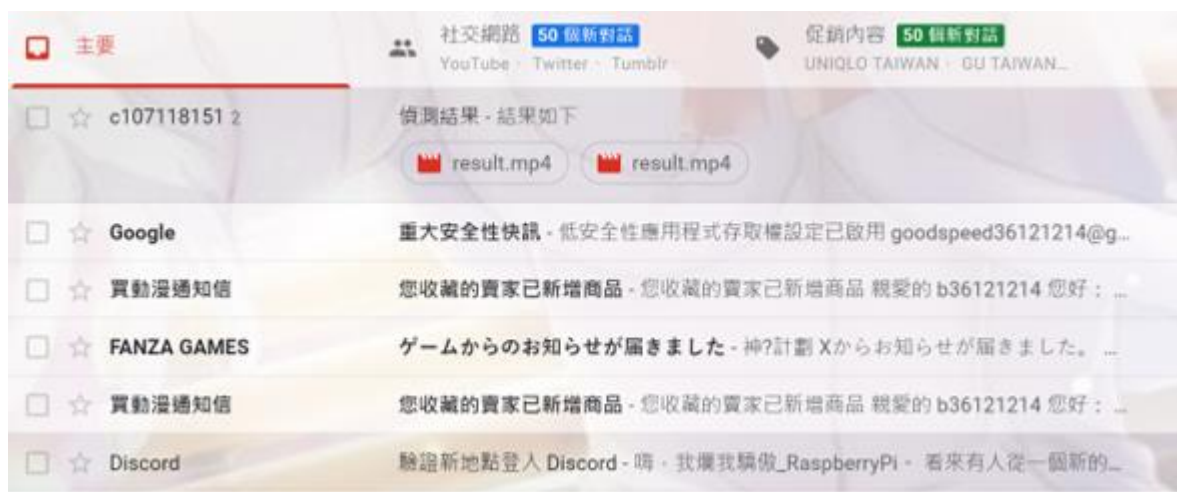 主要
社交網路 50 個新對話
YouTube · Twitter · Tumblr
促銷內容 50 個新對話
UNIQLO TAIWAN · GU TAIWAN...
c107118151 2
偵測結果 - 結果如下
result.mp4 result.mp4
Google 重大安全性快訊 - 低安全性應用程式存取權設定已啟用 goodspeed36121214@g...
買動漫通知信 您收藏的賣家已新增商品 - 您收藏的賣家已新增商品 親愛的 b36121214 您好： ...
FANZA GAMES ゲームからのお知らせが届きました - 神?計劃 Xからお知らせが届きました。 ...
買動漫通知信 您收藏的賣家已新增商品 - 您收藏的賣家已新增商品 親愛的 b36121214 您好： ...
Discord 驗證新地點登入 Discord - 嗨，我爛我驕傲_RaspberryPi， 看來有人從一個新的...